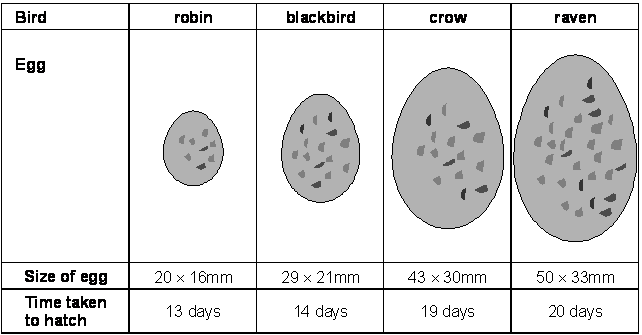 Bird robin blackbird crow raven
Egg
Size of egg 20 × 16mm 29 × 21mm 43 × 30mm 50 × 33mm
Time taken
to hatch 13 days 14 days 19 days 20 days